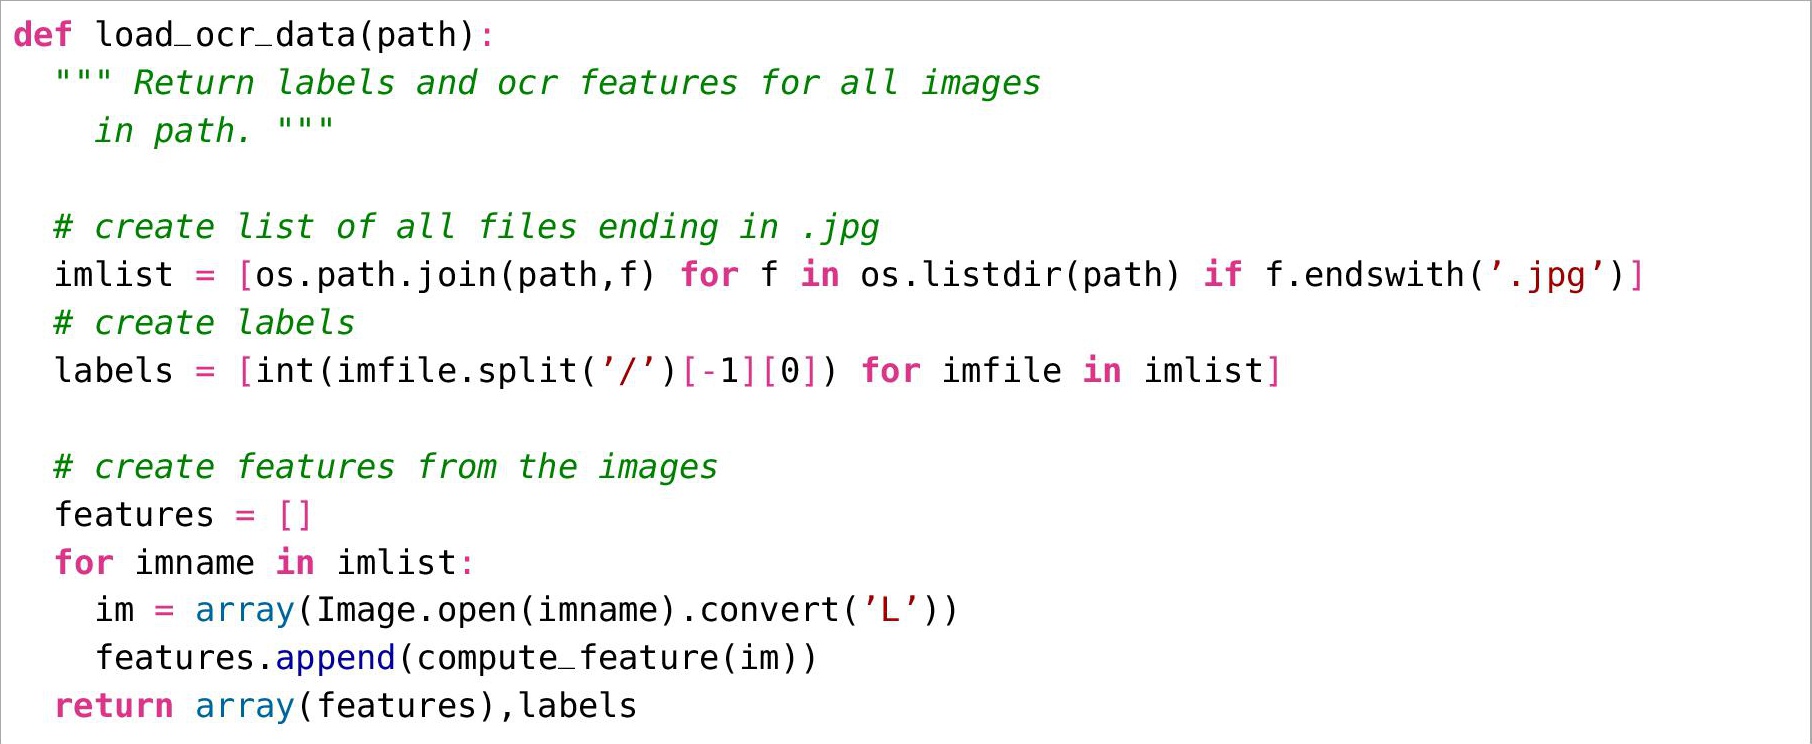 def load_ocr_data(path):
  """ Return labels and ocr features for all images
    in path. """

  # create list of all files ending in .jpg
  imlist = [os.path.join(path,f) for f in os.listdir(path) if f.endswith(’.jpg’)]
  # create labels
  labels = [int(imfile.split(’/’)[-1][0]) for imfile in imlist]

  # create features from the images
  features = []
  for imname in imlist:
    im = array(Image.open(imname).convert(’L’))
    features.append(compute_feature(im))
  return array(features),labels